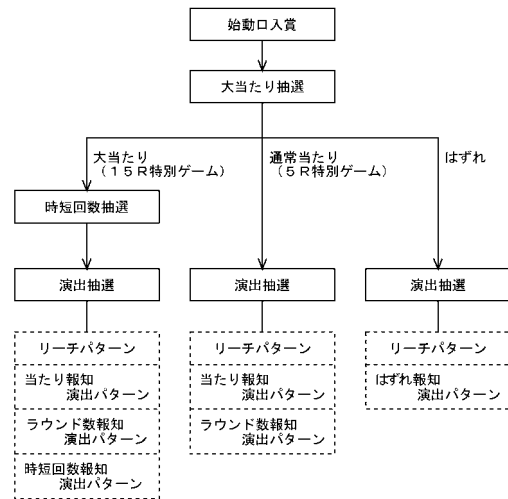 始動口入賞
大当たり抽選
大当たり
（１５Ｒ特別ゲーム）
通常当たり
（５Ｒ特別ゲーム）
はずれ
時短回数抽選
演出抽選
演出抽選
演出抽選
リーチパターン
当たり報知
演出パターン
ラウンド数報知
演出パターン
時短回数報知
演出パターン
リーチパターン
当たり報知
演出パターン
ラウンド数報知
演出パターン
リーチパターン
はずれ報知
演出パターン